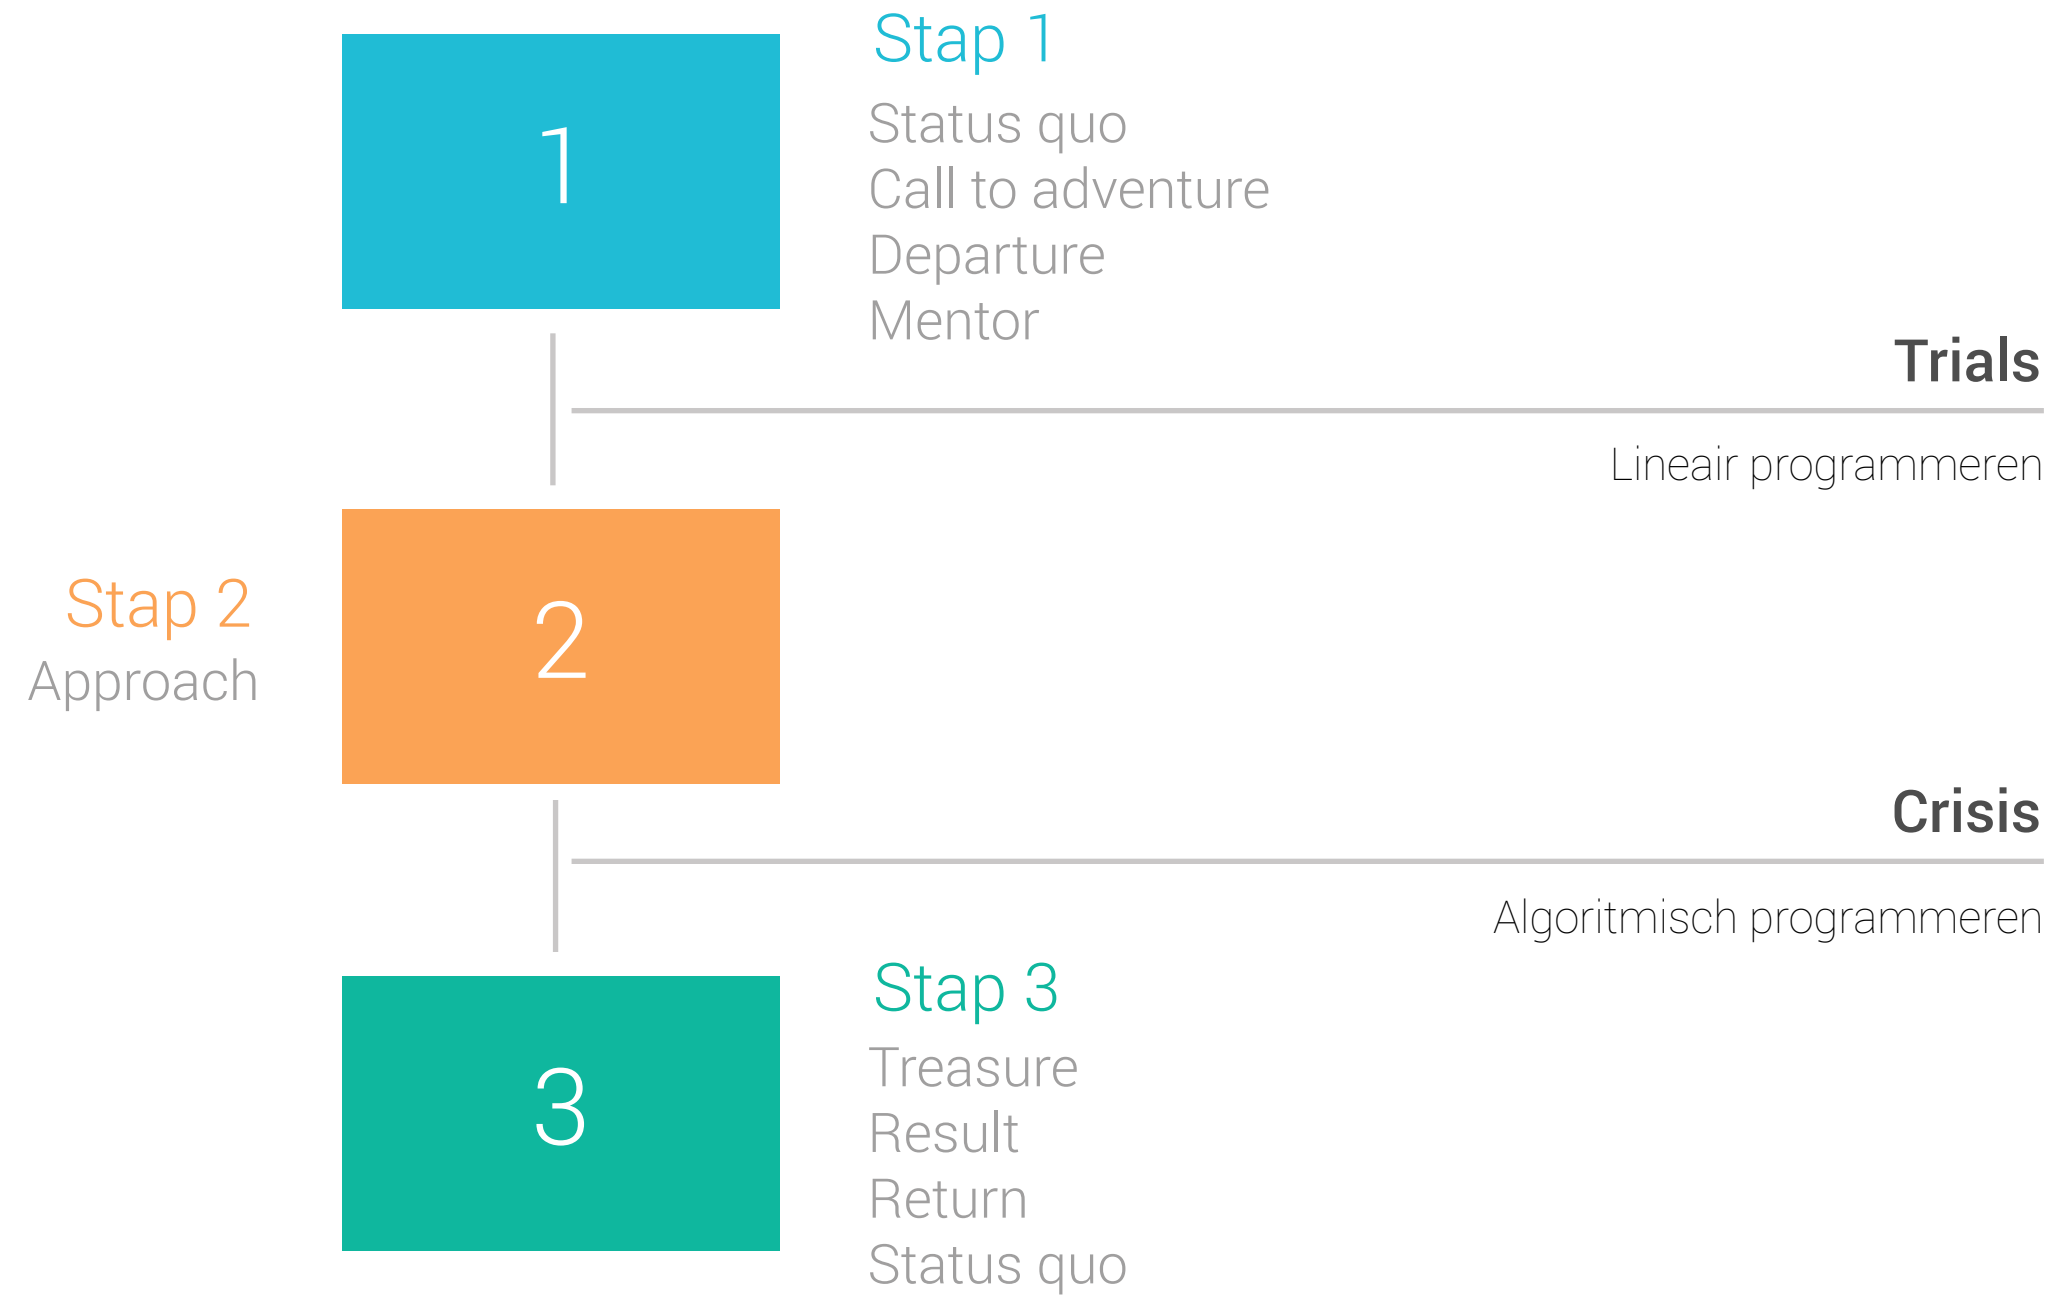 Stap 1
1
Status quo
Call to adventure
Departure
Mentor
Trials
Lineair programmeren
Stap 2
2
Approach
Crisis
Algoritmisch programmeren
Stap 3
3
Treasure
Result
Return
Status quo